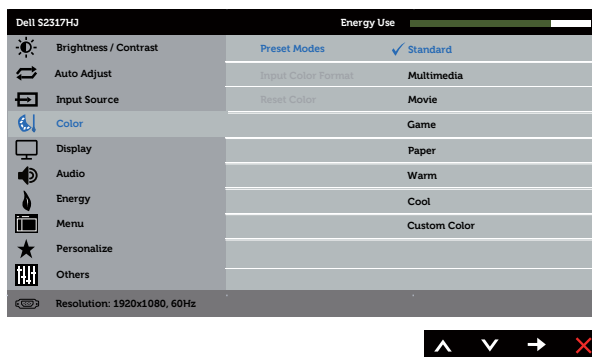 Dell S2317HJ Energy Use
Brightness / Contrast Preset Modes Standard
Auto Adjust Input Color Format Multimedia
Input Source Reset Color Movie
Color Game
Display Paper
Audio Warm
Energy Cool
Menu Custom Color
Personalize
Others
Resolution: 1920x1080, 60Hz